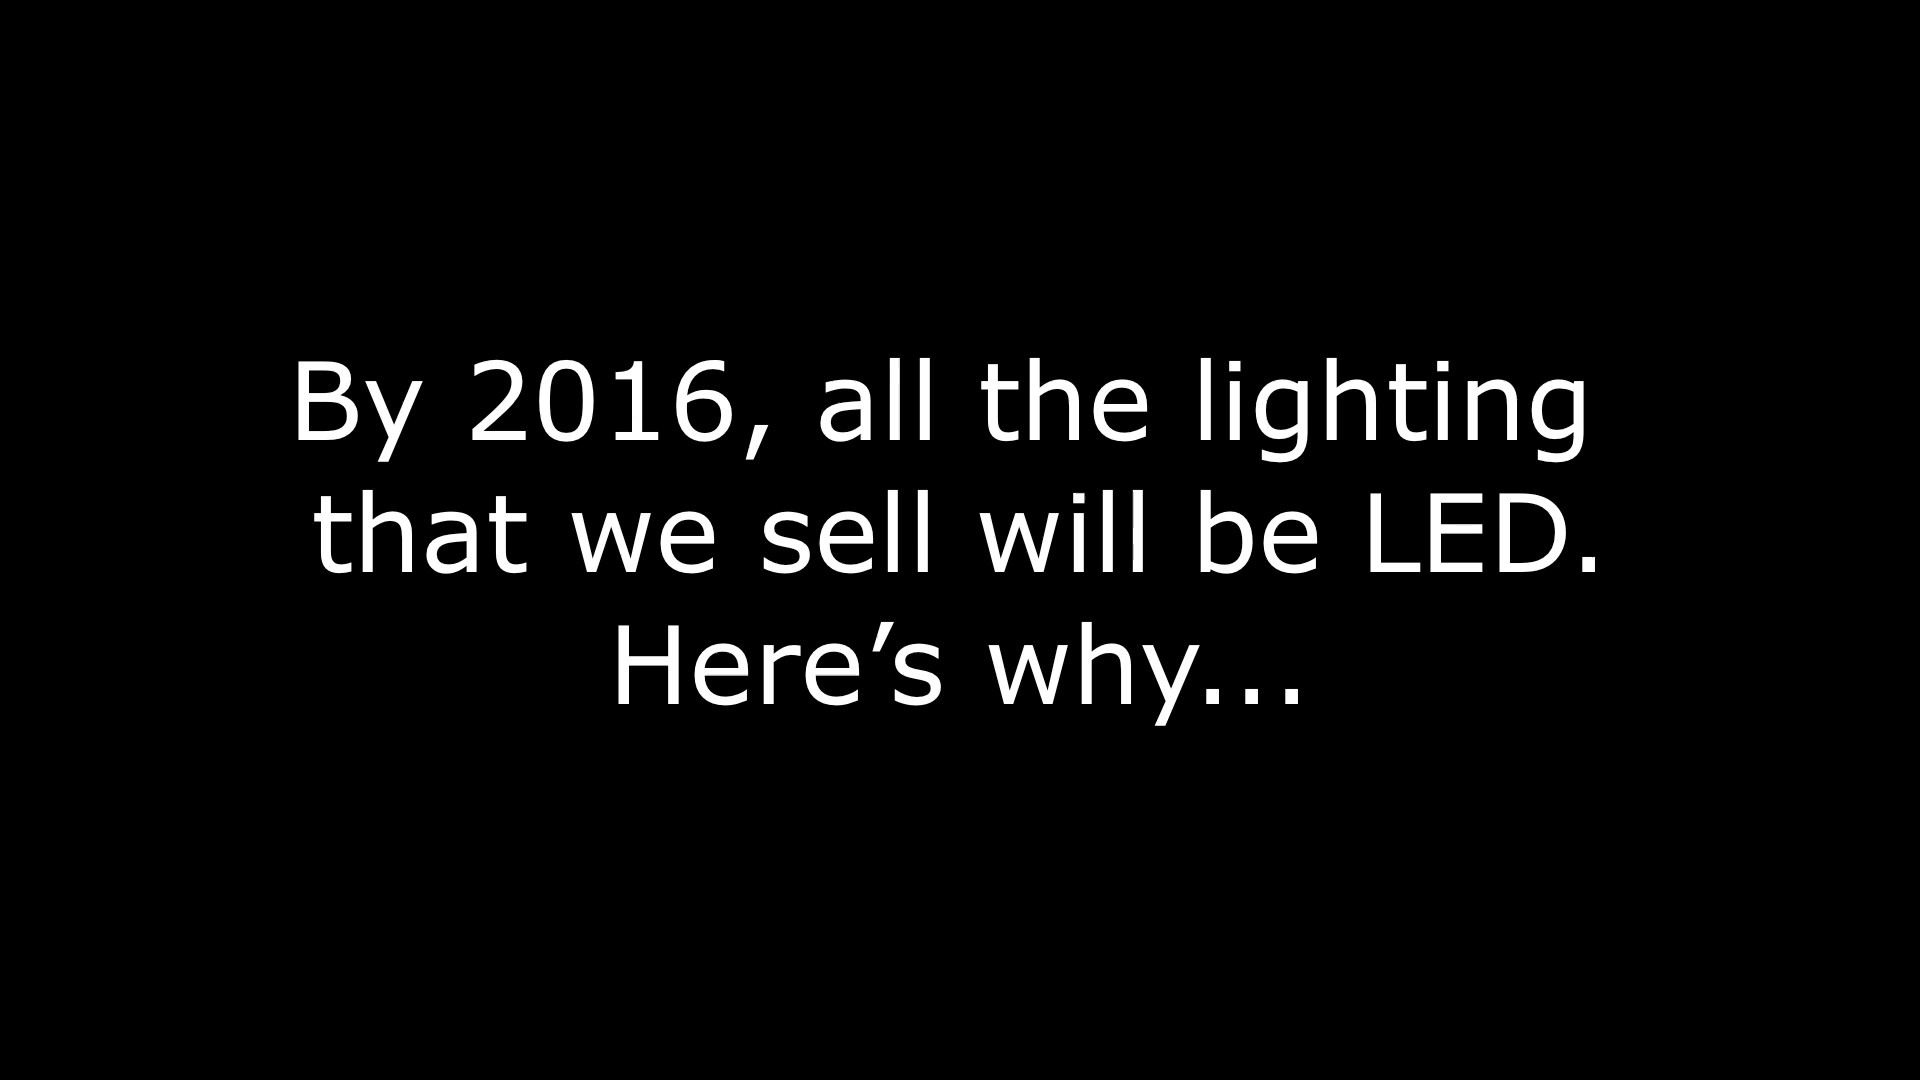 By 2016, all the lighting
that we sell will be LED.
Here’s why...